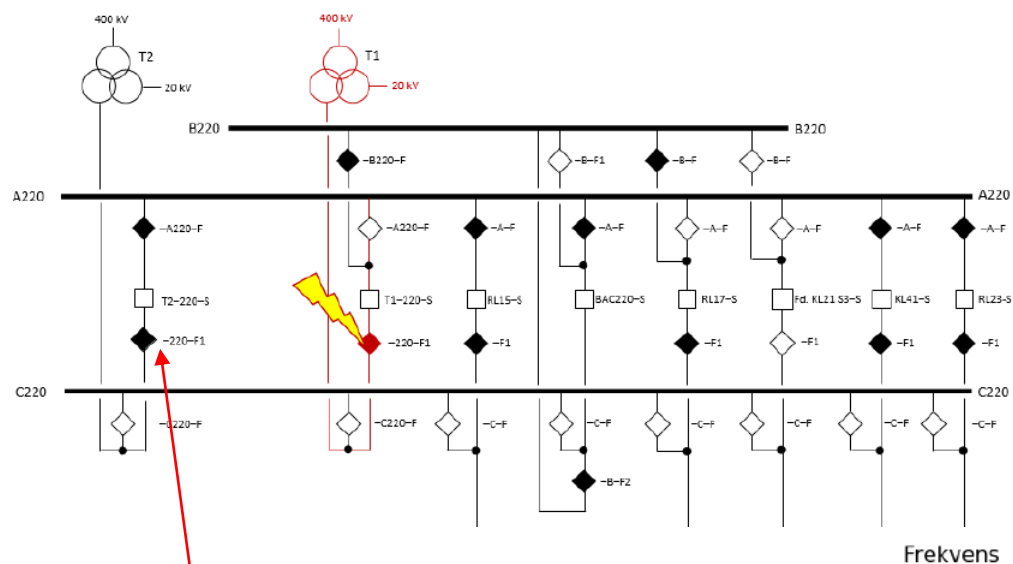 400 kV
400 kV
T2
T1
20 kV
20 kV
B220
B220
-B220-F
-B-F1
-B-F
-B-F
A220
A220
-A220-F
-A220-F
-A-F
-A-F
-A-F
-A-F
-A-F
-A-F
T2-220-S
T1-220-S
RL15-S
BAC220-S
RL17-S
Fd. KL21 S3-S
KL41-S
RL23-S
-220-F1
-220-F1
-F1
-F1
-F1
-F1
-F1
C220
C220
-C220-F
-C220-F
-C-F
-C-F
-C-F
-C-F
-C-F
-C-F
-B-F2
Frekvens